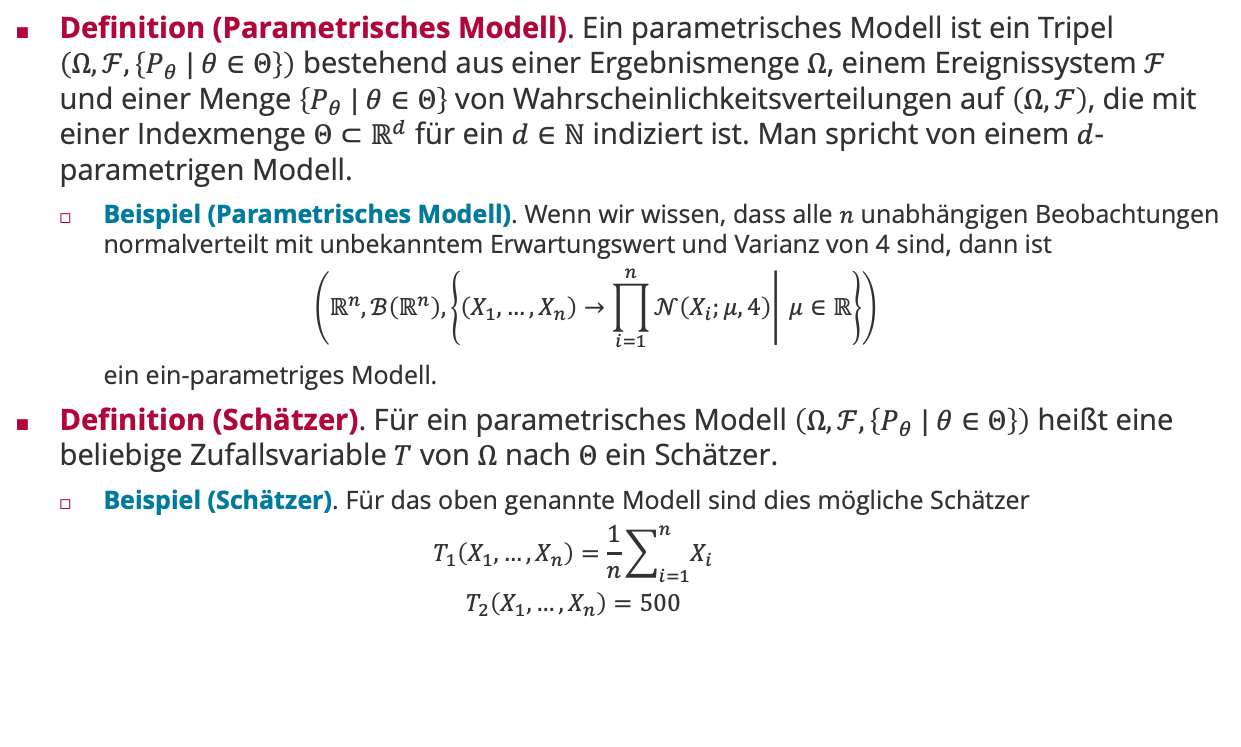 ▪ Definition (Parametrisches Modell). Ein parametrisches Modell ist ein Tripel
(Ω, ℱ, {P_θ | θ ∈ Θ}) bestehend aus einer Ergebnismenge Ω, einem Ereignissystem ℱ
und einer Menge {P_θ | θ ∈ Θ} von Wahrscheinlichkeitsverteilungen auf (Ω, ℱ), die mit
einer Indexmenge Θ ⊂ ℝ^d für ein d ∈ ℕ indiziert ist. Man spricht von einem d-
parametrigen Modell.
▫ Beispiel (Parametrisches Modell). Wenn wir wissen, dass alle n unabhängigen Beobachtungen
normalverteilt mit unbekanntem Erwartungswert und Varianz von 4 sind, dann ist
(ℝ^n, ℬ(ℝ^n), {(X_1, …, X_n) → ∏_{i=1}^{n} 𝒩(X_i; μ, 4) | μ ∈ ℝ})
ein ein-parametriges Modell.
▪ Definition (Schätzer). Für ein parametrisches Modell (Ω, ℱ, {P_θ | θ ∈ Θ}) heißt eine
beliebige Zufallsvariable T von Ω nach Θ ein Schätzer.
▫ Beispiel (Schätzer). Für das oben genannte Modell sind dies mögliche Schätzer
T_1(X_1, …, X_n) = \frac{1}{n} ∑_{i=1}^{n} X_i
T_2(X_1, …, X_n) = 500